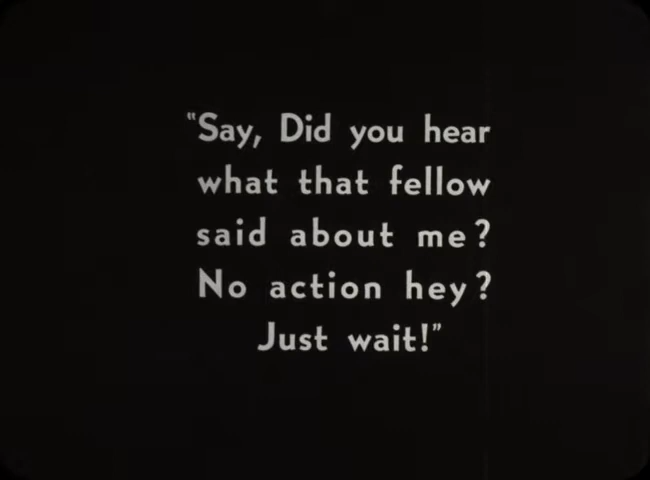 "Say, Did you hear
what that fellow
said about me?
No action hey?
Just wait!"